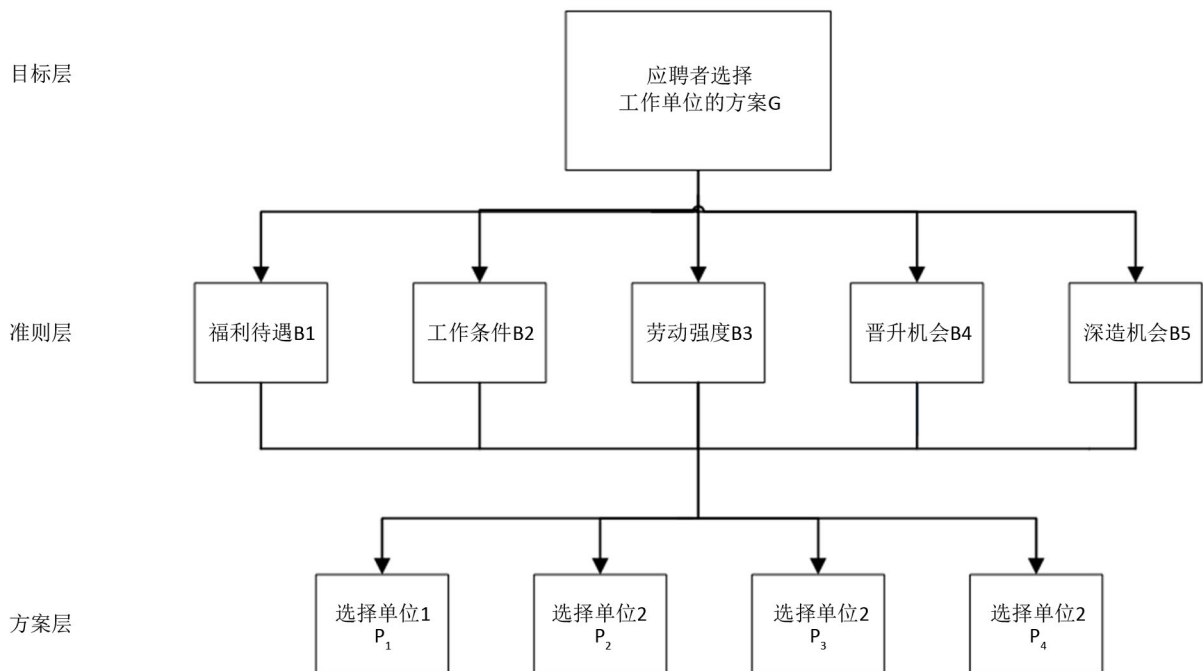 目标层
应聘者选择
工作单位的方案G
准则层
福利待遇B1
工作条件B2
劳动强度B3
晋升机会B4
深造机会B5
方案层
选择单位1
P₁
选择单位2
P₂
选择单位2
P₃
选择单位2
P₄